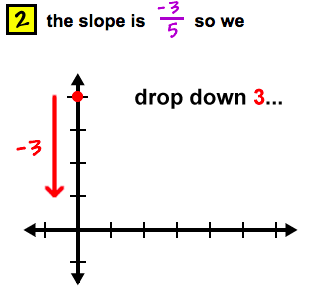 2 the slope is -3/5 so we
drop down 3...
-3